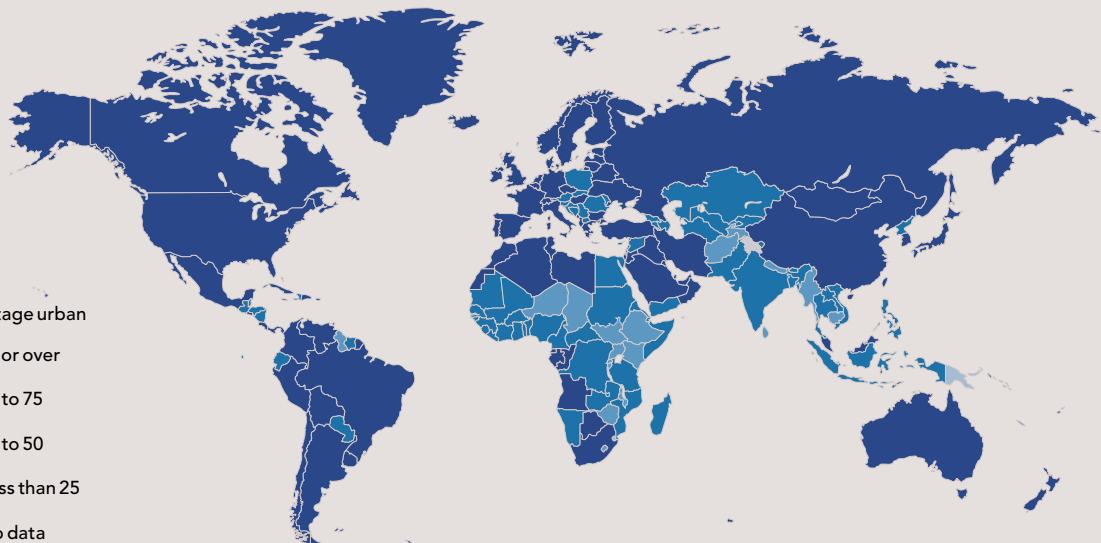 tage urban
or over
to 75
to 50
ss than 25
data